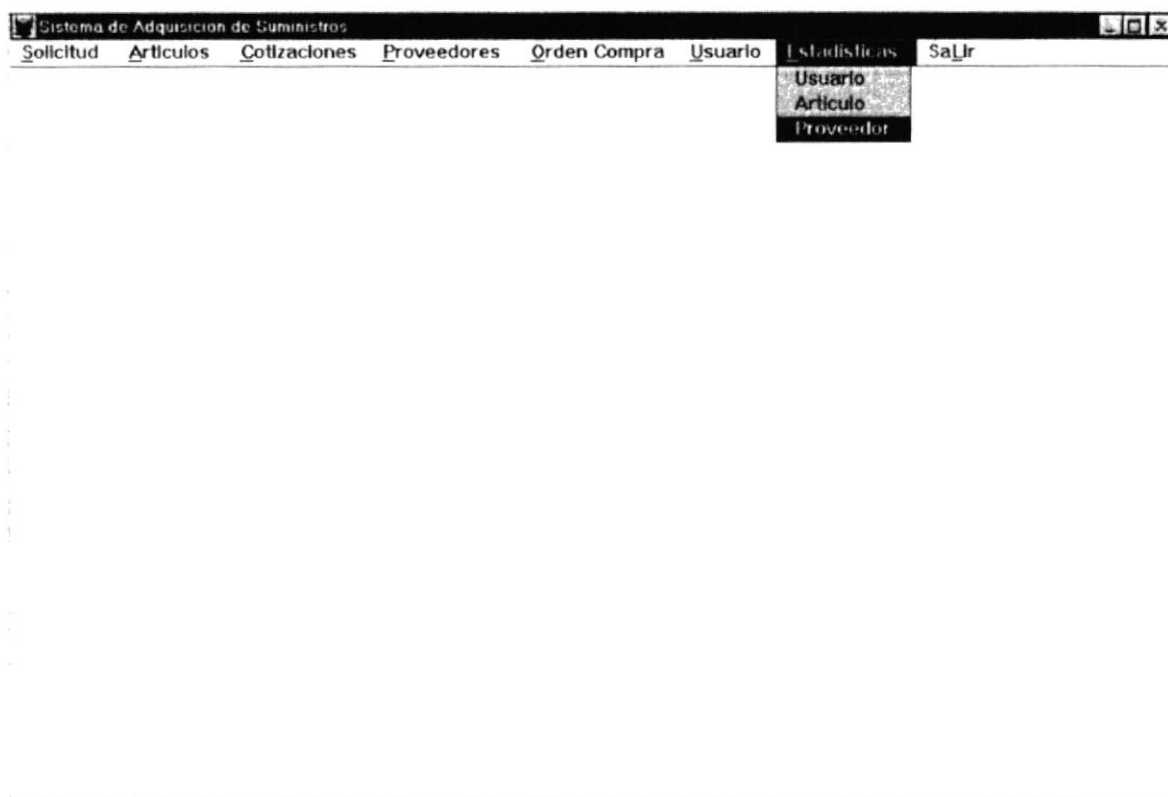 Sistema de Adquisicion de Suministros
Solicitud Articulos Cotizaciones Proveedores Orden Compra Usuario Estadisticas SaLir
Usuario
Articulo
Proveedor